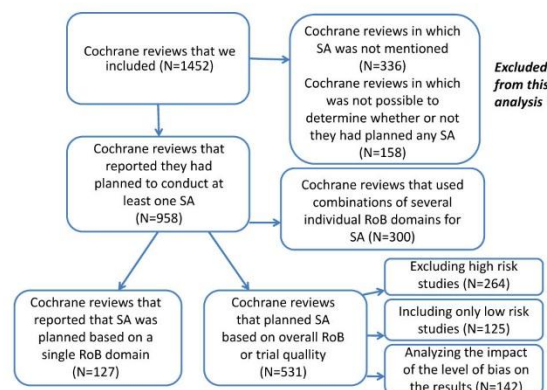 Cochrane reviews that we
included (N=1452)
Cochrane reviews in which
SA was not mentioned
(N=336)
Cochrane reviews in which
was not possible to
determine whether or not
they had planned any SA
(N=158)
Excluded
from this
analysis
Cochrane reviews that
reported they had
planned to conduct at
least one SA
(N=958)
Cochrane reviews that used
combinations of several
individual RoB domains for
SA (N=300)
Cochrane reviews that
reported that SA was
planned based on a
single RoB domain
(N=127)
Cochrane reviews
that planned SA
based on overall RoB
or trial quallity
(N=531)
Excluding high risk
studies (N=264)
Including only low risk
studies (N=125)
Analyzing the impact
of the level of bias on
the results (N=142)